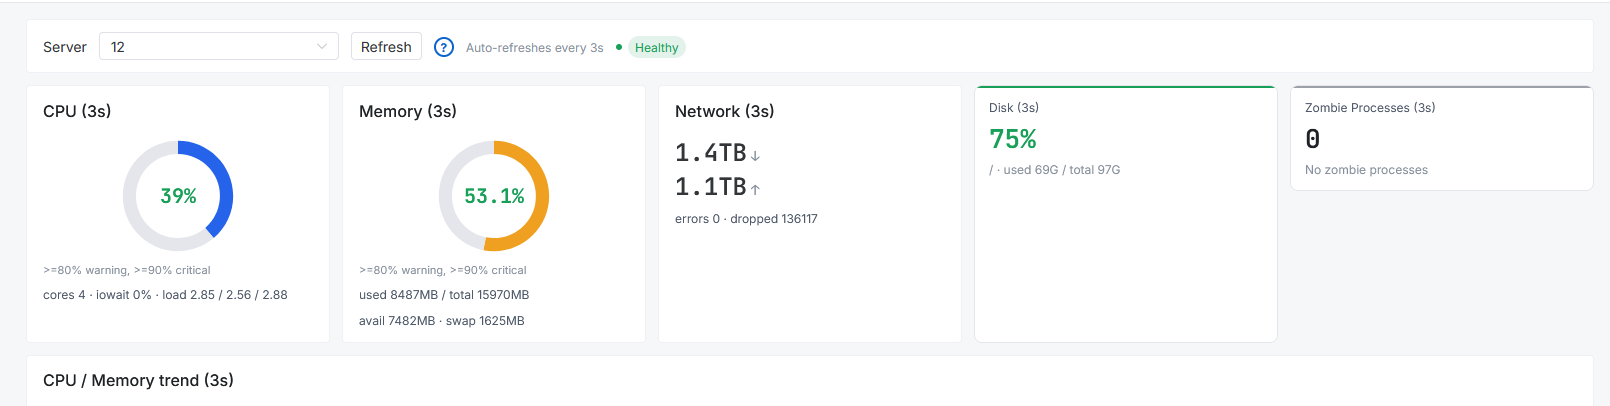 Server 12 Refresh ? Auto-refreshes every 3s Healthy
CPU (3s)
39%
>=80% warning, >=90% critical
cores 4 · iowait 0% · load 2.85 / 2.56 / 2.88
Memory (3s)
53.1%
>=80% warning, >=90% critical
used 8487MB / total 15970MB
avail 7482MB · swap 1625MB
Network (3s)
1.4TB↓
1.1TB↑
errors 0 · dropped 136117
Disk (3s)
75%
/ · used 69G / total 97G
Zombie Processes (3s)
0
No zombie processes
CPU / Memory trend (3s)